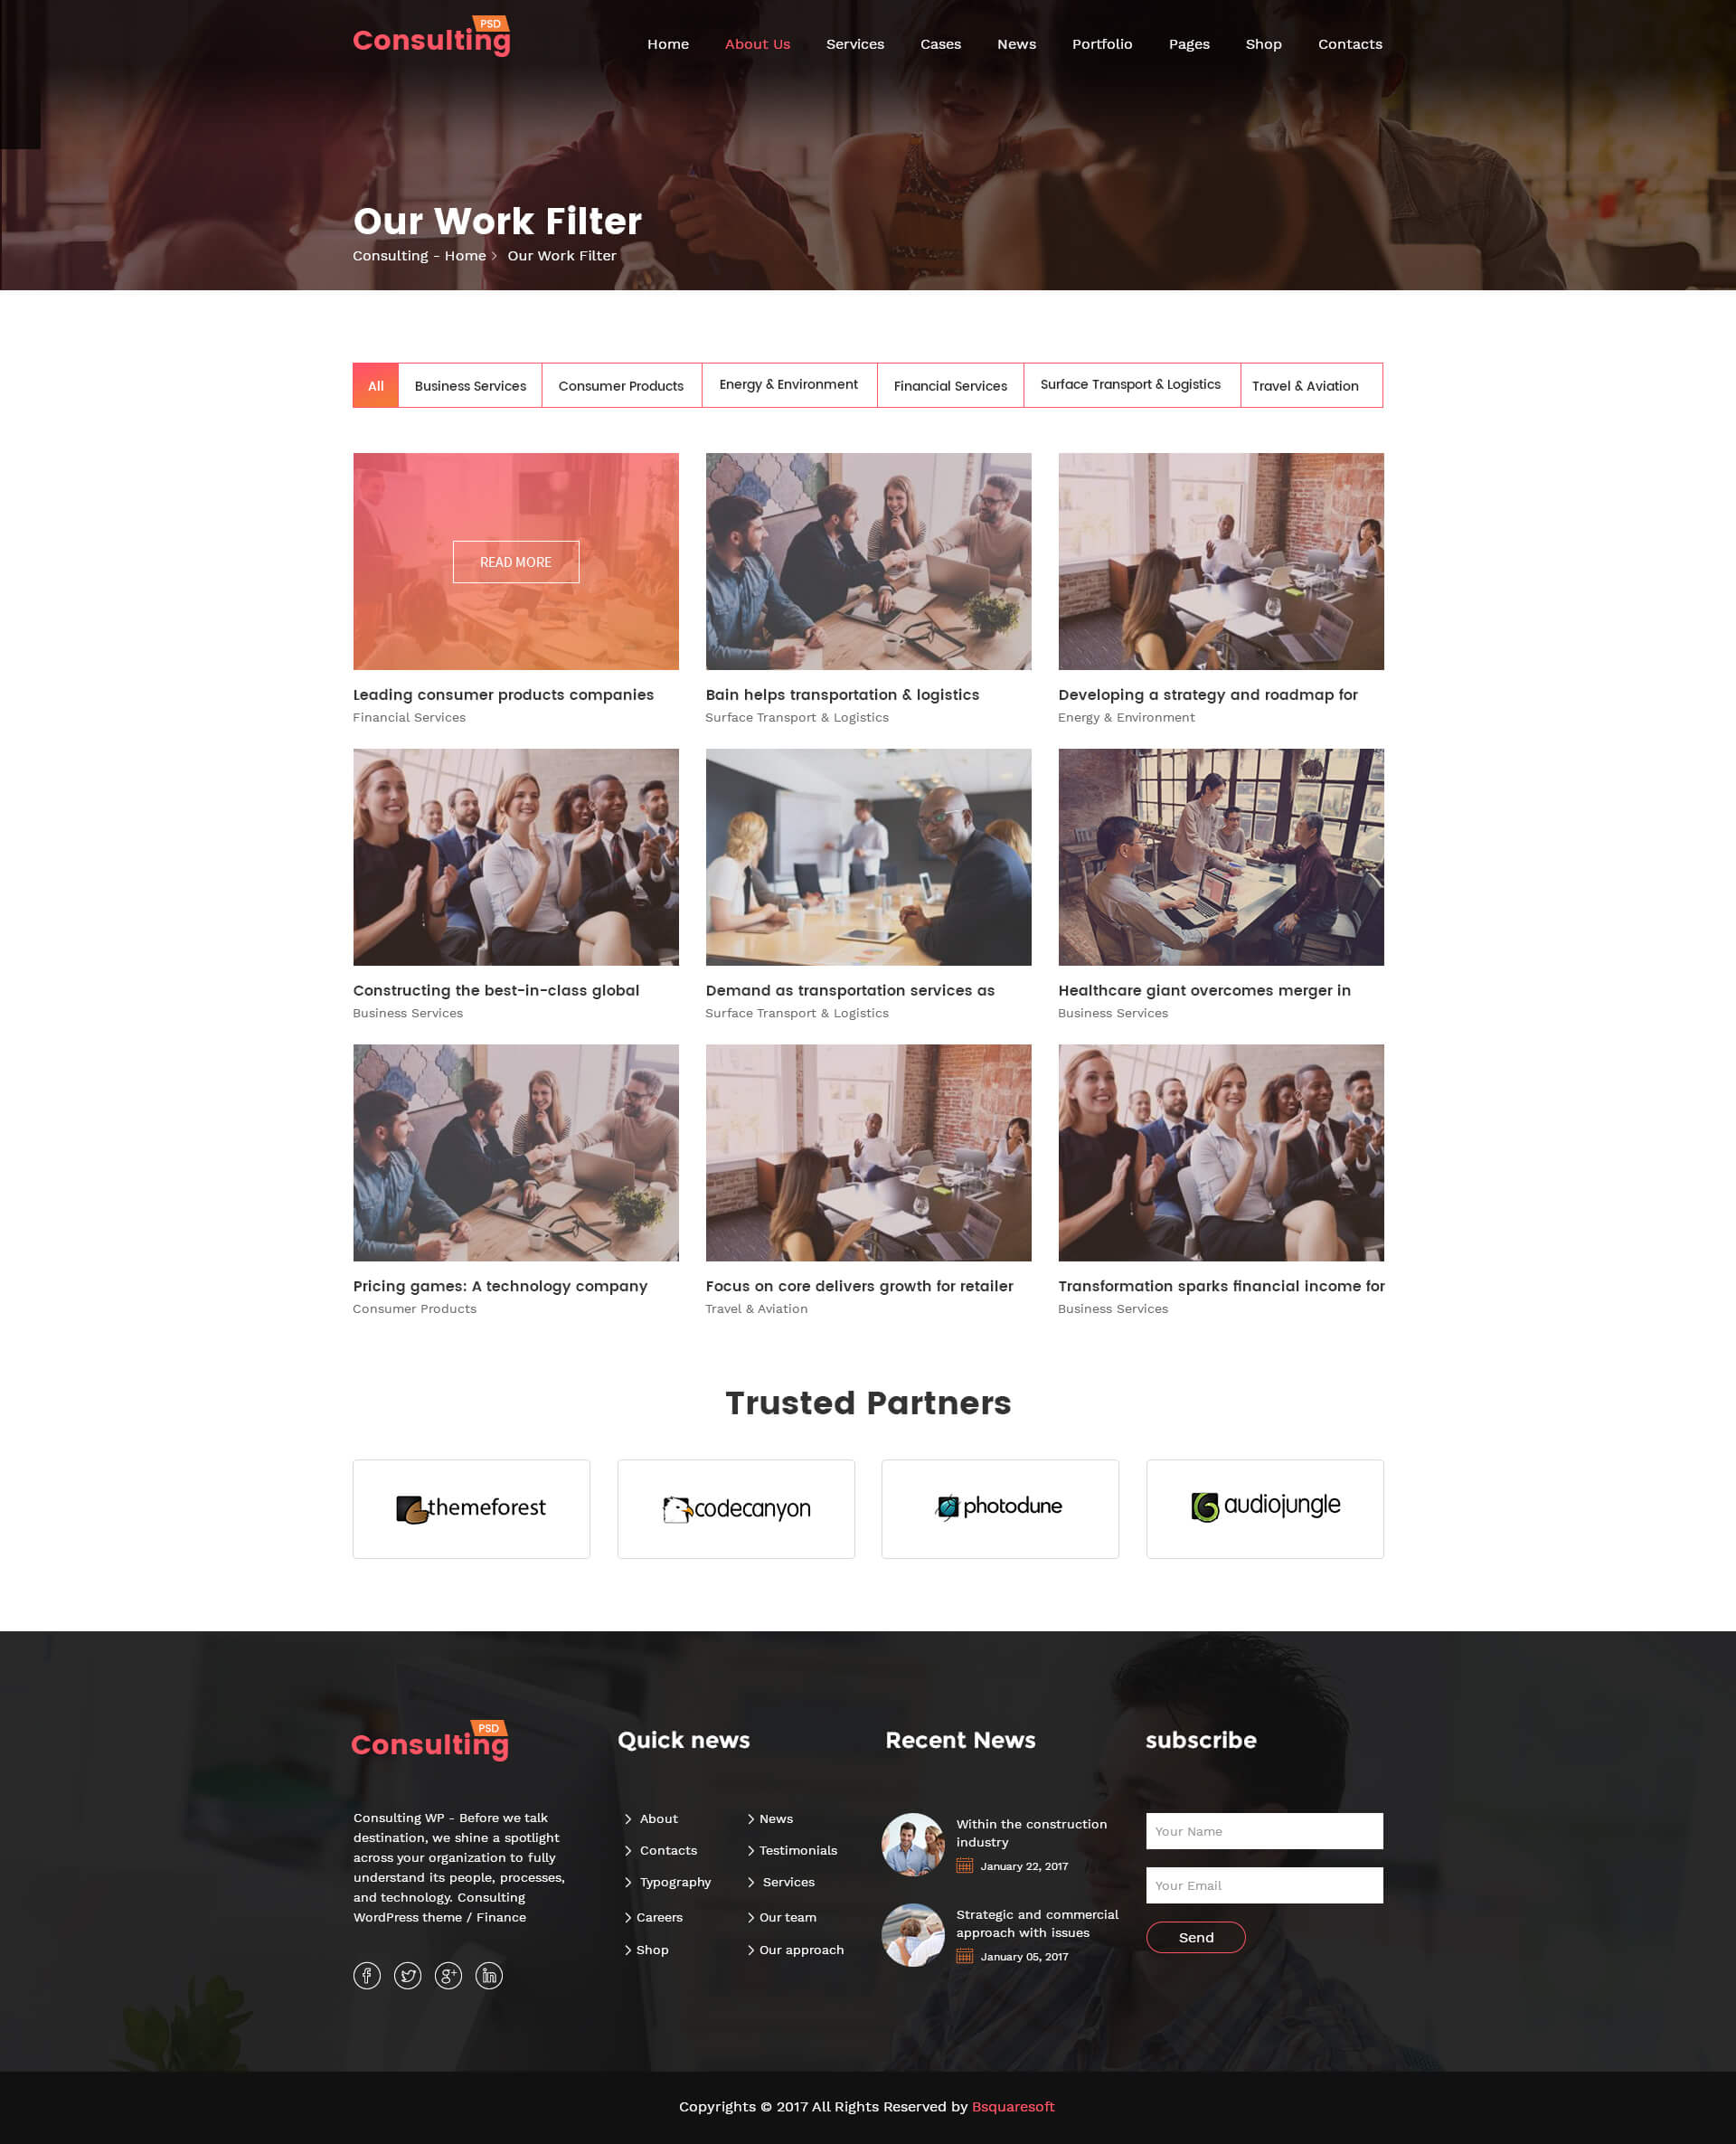 Consulting PSD
Home About Us Services Cases News Portfolio Pages Shop Contacts
Our Work Filter
Consulting - Home > Our Work Filter
All Business Services Consumer Products Energy & Environment Financial Services Surface Transport & Logistics Travel & Aviation
READ MORE
Leading consumer products companies
Financial Services
Bain helps transportation & logistics
Surface Transport & Logistics
Developing a strategy and roadmap for
Energy & Environment
Constructing the best-in-class global
Business Services
Demand as transportation services as
Surface Transport & Logistics
Healthcare giant overcomes merger in
Business Services
Pricing games: A technology company
Consumer Products
Focus on core delivers growth for retailer
Travel & Aviation
Transformation sparks financial income for
Business Services
Trusted Partners
themeforest
codecanyon
photodune
audiojungle
Consulting PSD
Consulting WP - Before we talk
destination, we shine a spotlight
across your organization to fully
understand its people, processes,
and technology. Consulting
WordPress theme / Finance
Quick news
About
Contacts
Typography
Careers
Shop
News
Testimonials
Services
Our team
Our approach
Recent News
Within the construction
industry
January 22, 2017
Strategic and commercial
approach with issues
January 05, 2017
subscribe
Your Name
Your Email
Send
Copyrights © 2017 All Rights Reserved by Bsquaresoft